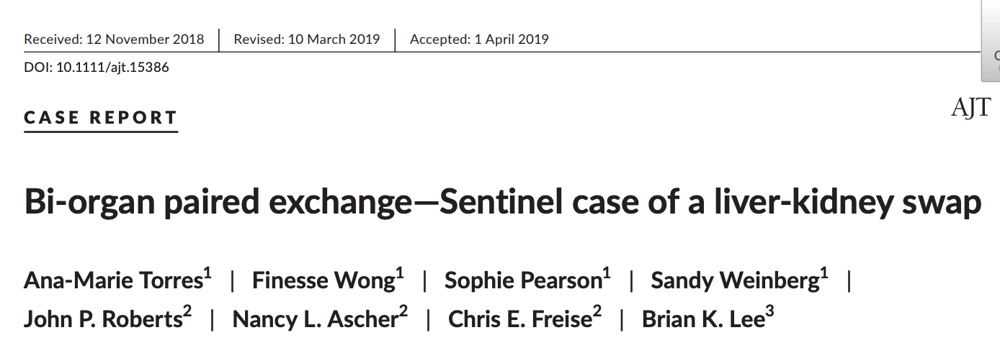 Received: 12 November 2018 | Revised: 10 March 2019 | Accepted: 1 April 2019
DOI: 10.1111/ajt.15386
CASE REPORT
AJT
Bi-organ paired exchange—Sentinel case of a liver-kidney swap
Ana-Marie Torres¹ | Finesse Wong¹ | Sophie Pearson¹ | Sandy Weinberg¹ |
John P. Roberts² | Nancy L. Ascher² | Chris E. Freise² | Brian K. Lee³